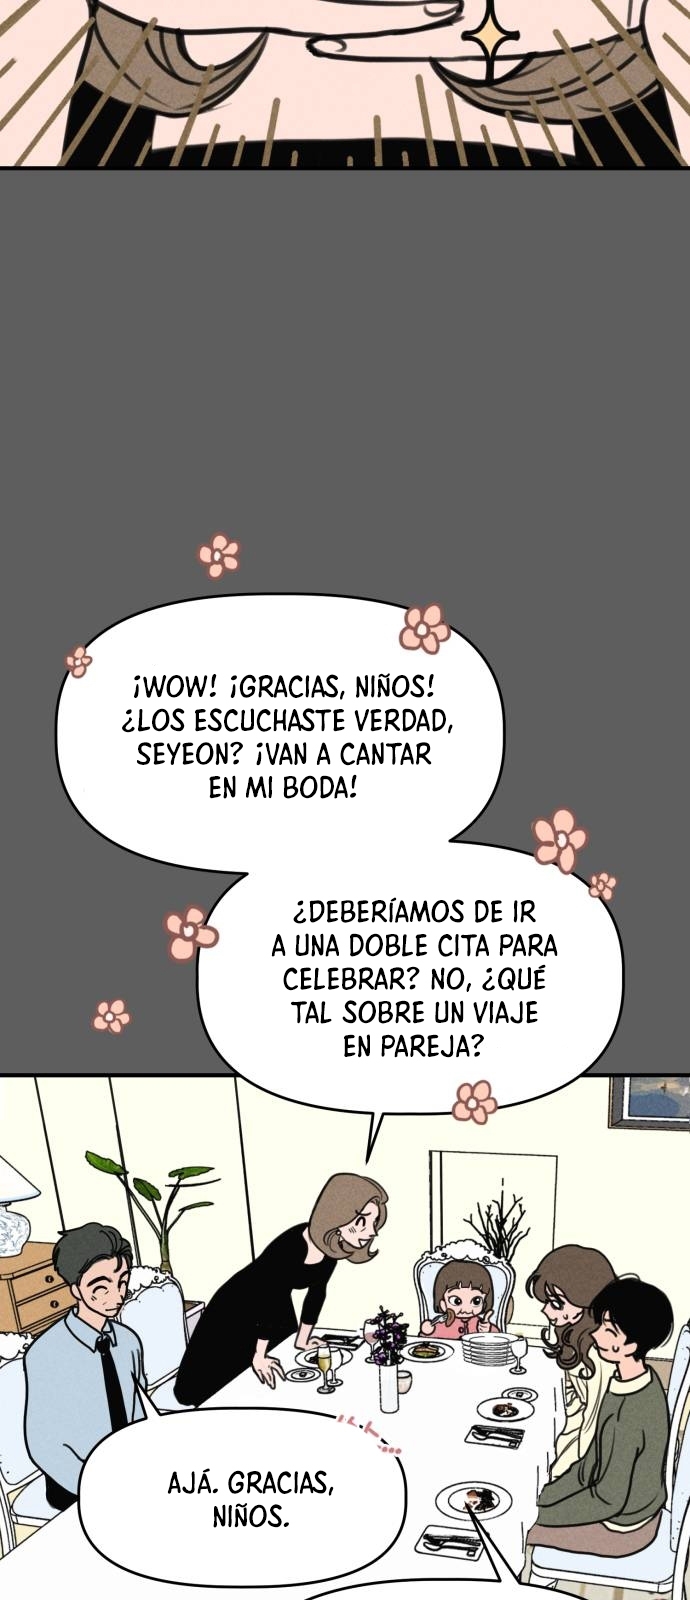 ¡WOW! ¡GRACIAS, NIÑOS!
¿LOS ESCUCHASTE VERDAD,
SEYEON? ¡VAN A CANTAR
EN MI BODA!
¿DEBERÍAMOS DE IR
A UNA DOBLE CITA PARA
CELEBRAR? NO, ¿QUÉ
TAL SOBRE UN VIAJE
EN PAREJA?
AJÁ. GRACIAS,
NIÑOS.